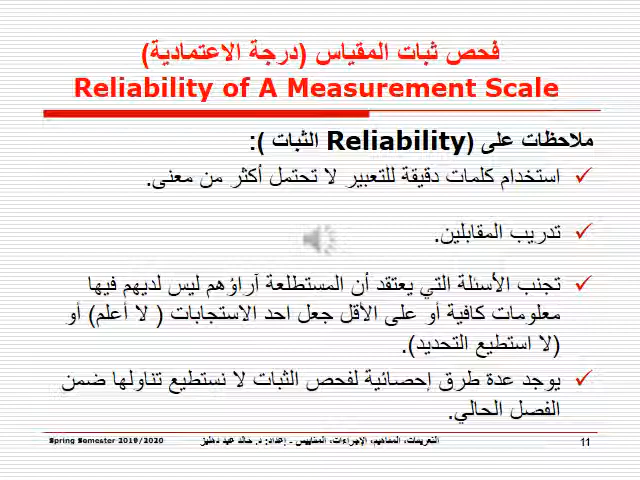 فحص ثبات المقياس (درجة الاعتمادية)
Reliability of A Measurement Scale
ملاحظات على (Reliability الثبات ):
استخدام كلمات دقيقة للتعبير لا تحتمل أكثر من معنى.
تدريب المقابلين.
تجنب الأسئلة التي يعتقد أن المستطلعة آراؤهم ليس لديهم فيها
معلومات كافية أو على الأقل جعل احد الاستجابات ( لا أعلم) أو
(لا استطيع التحديد).
يوجد عدة طرق إحصائية لفحص الثبات لا نستطيع تناولها ضمن
الفصل الحالي.
Spring Semester 2019/2020
التعريفات، المفاهيم، الإجراءات، المقاييس - إعداد: د. خالد عيد دهليز
11